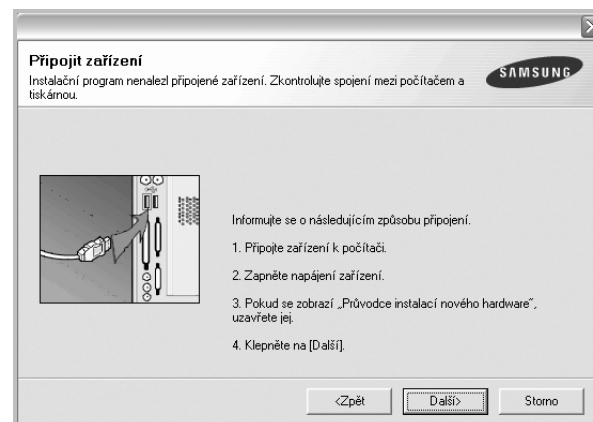 Připojit zařízení
Instalační program nenalezl připojené zařízení. Zkontrolujte spojení mezi počítačem a
tiskárnou.
SAMSUNG
Informujte se o následujícím způsobu připojení.
1. Připojte zařízení k počítači.
2. Zapněte napájení zařízení.
3. Pokud se zobrazí „Průvodce instalací nového hardware",
uzavřete jej.
4. Klepněte na [Další].
<Zpět
Další>
Storno